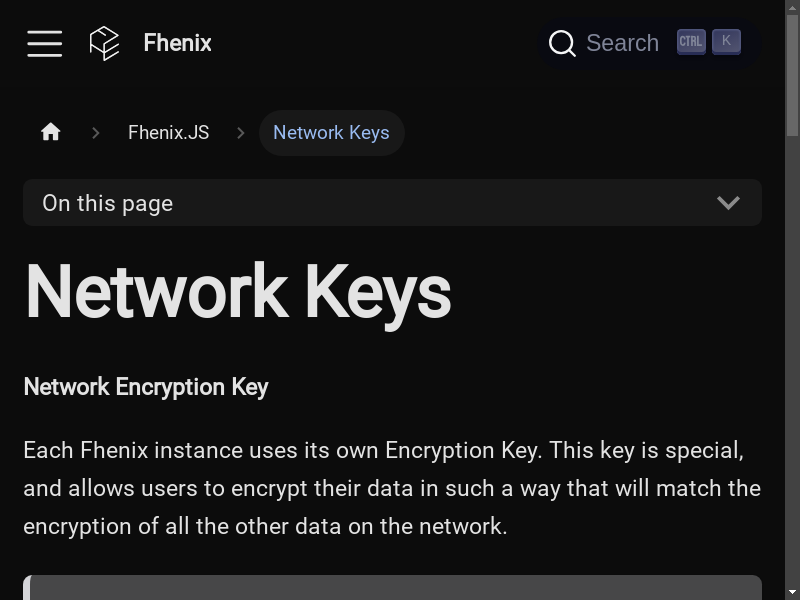 Fhenix
Search CTRL K
Fhenix.JS
Network Keys
On this page
Network Keys
Network Encryption Key
Each Fhenix instance uses its own Encryption Key. This key is special,
and allows users to encrypt their data in such a way that will match the
encryption of all the other data on the network.